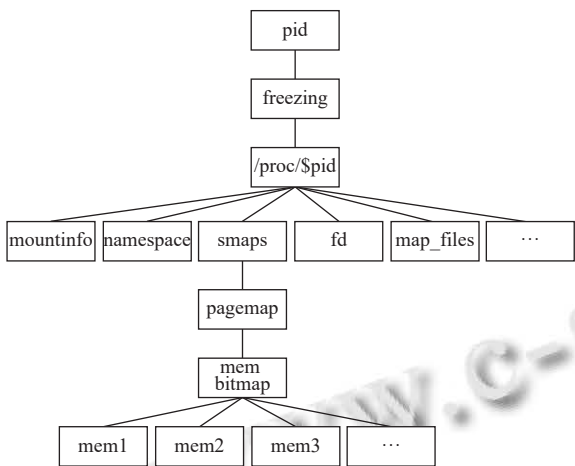 pid
freezing
/proc/$pid
mountinfo namespace smaps fd map_files ···
pagemap
mem
bitmap
mem1 mem2 mem3 ···